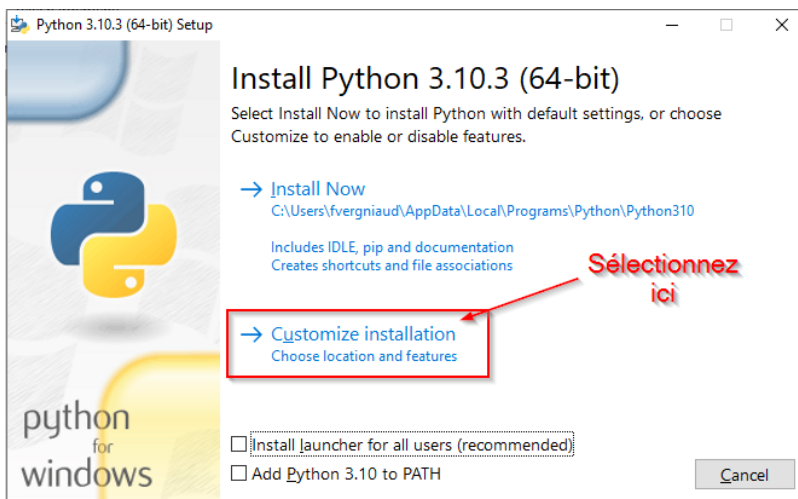 Python 3.10.3 (64-bit) Setup
Install Python 3.10.3 (64-bit)
Select Install Now to install Python with default settings, or choose
Customize to enable or disable features.
Install Now
C:\Users\fvergniaud\AppData\Local\Programs\Python\Python310
Includes IDLE, pip and documentation
Creates shortcuts and file associations
Sélectionnez
ici
Customize installation
Choose location and features
python
for
windows
Install launcher for all users (recommended)
Add Python 3.10 to PATH
Cancel